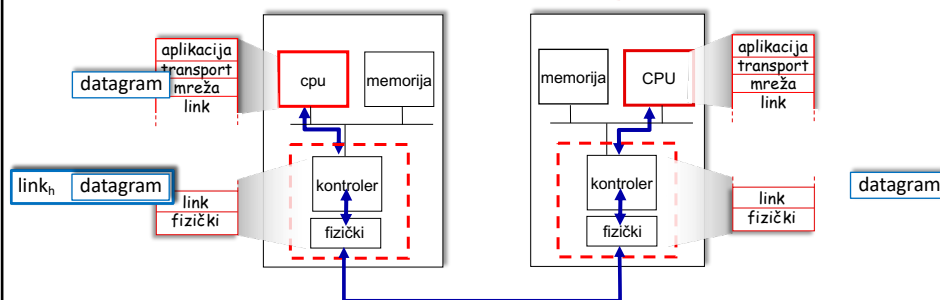 aplikacija
transport
mreža
link
datagram
cpu
memorija
memorija
CPU
aplikacija
transport
mreža
link
linkₕ datagram
link
fizički
kontroler
fizički
kontroler
fizički
link
fizički
datagram